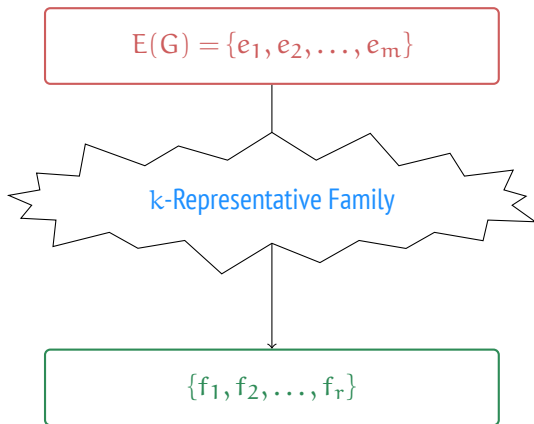 E(G) = {e₁, e₂, . . . , eₘ}
k-Representative Family
{f₁, f₂, . . . , fᵣ}